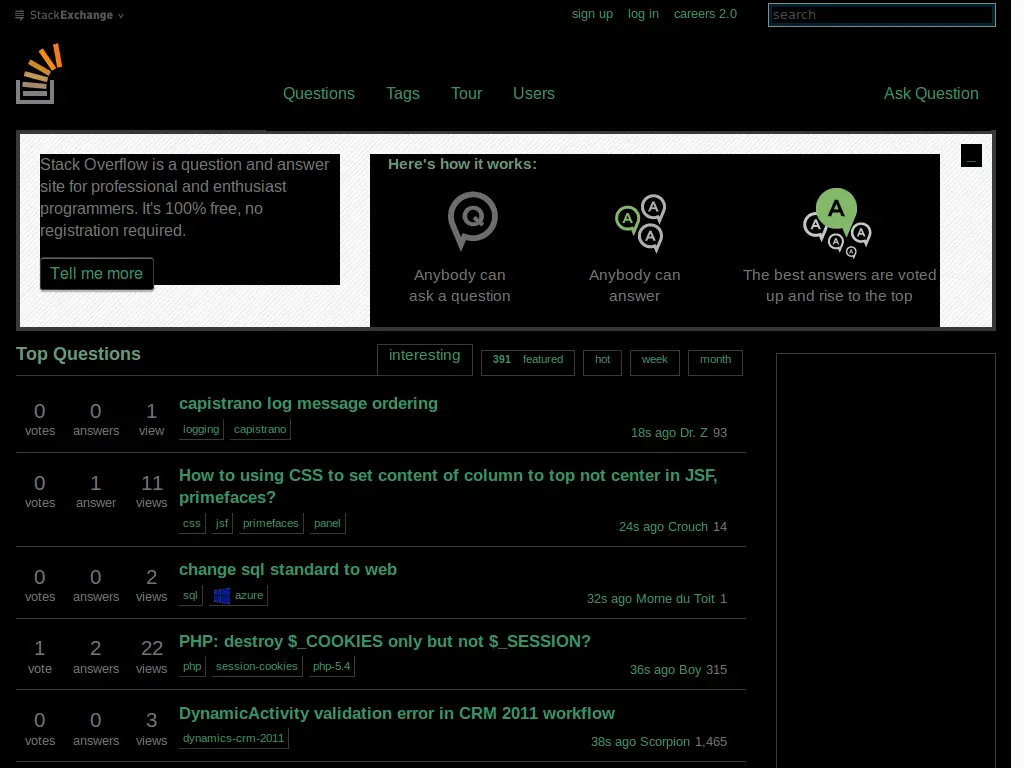 StackExchange
sign up log in careers 2.0
search
Questions Tags Tour Users Ask Question
Stack Overflow is a question and answer
site for professional and enthusiast
programmers. It's 100% free, no
registration required.
Tell me more
Here's how it works:
Q
A A A
A A A A A
Anybody can
ask a question
Anybody can
answer
The best answers are voted
up and rise to the top
_
Top Questions
interesting 391 featured hot week month
0 votes 0 answers 1 view
capistrano log message ordering
logging capistrano
18s ago Dr. Z 93
0 votes 1 answer 11 views
How to using CSS to set content of column to top not center in JSF,
primefaces?
css jsf primefaces panel
24s ago Crouch 14
0 votes 0 answers 2 views
change sql standard to web
sql azure
32s ago Morne du Toit 1
1 vote 2 answers 22 views
PHP: destroy $_COOKIES only but not $_SESSION?
php session-cookies php-5.4
36s ago Boy 315
0 votes 0 answers 3 views
DynamicActivity validation error in CRM 2011 workflow
dynamics-crm-2011
38s ago Scorpion 1,465